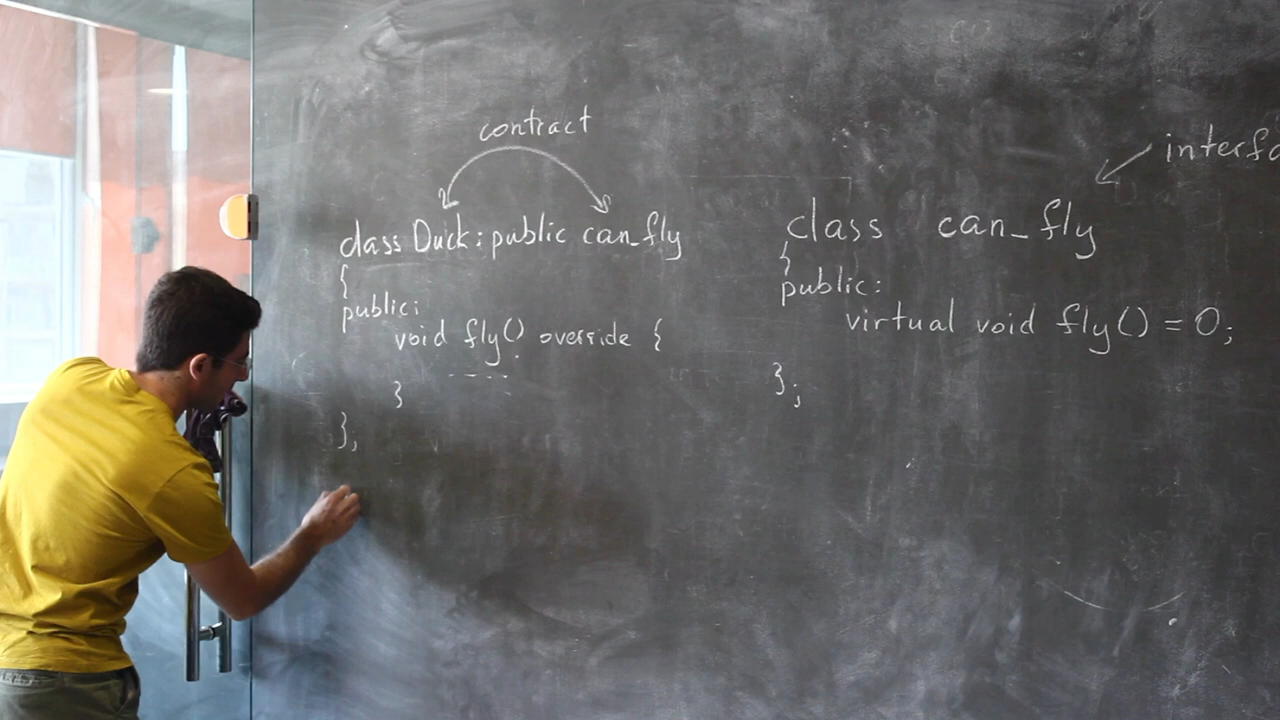 contract
class Duck: public can_fly
{
public:
void fly() override {
----
}
};
interfa
class can_fly
{
public:
virtual void fly() = 0;
};